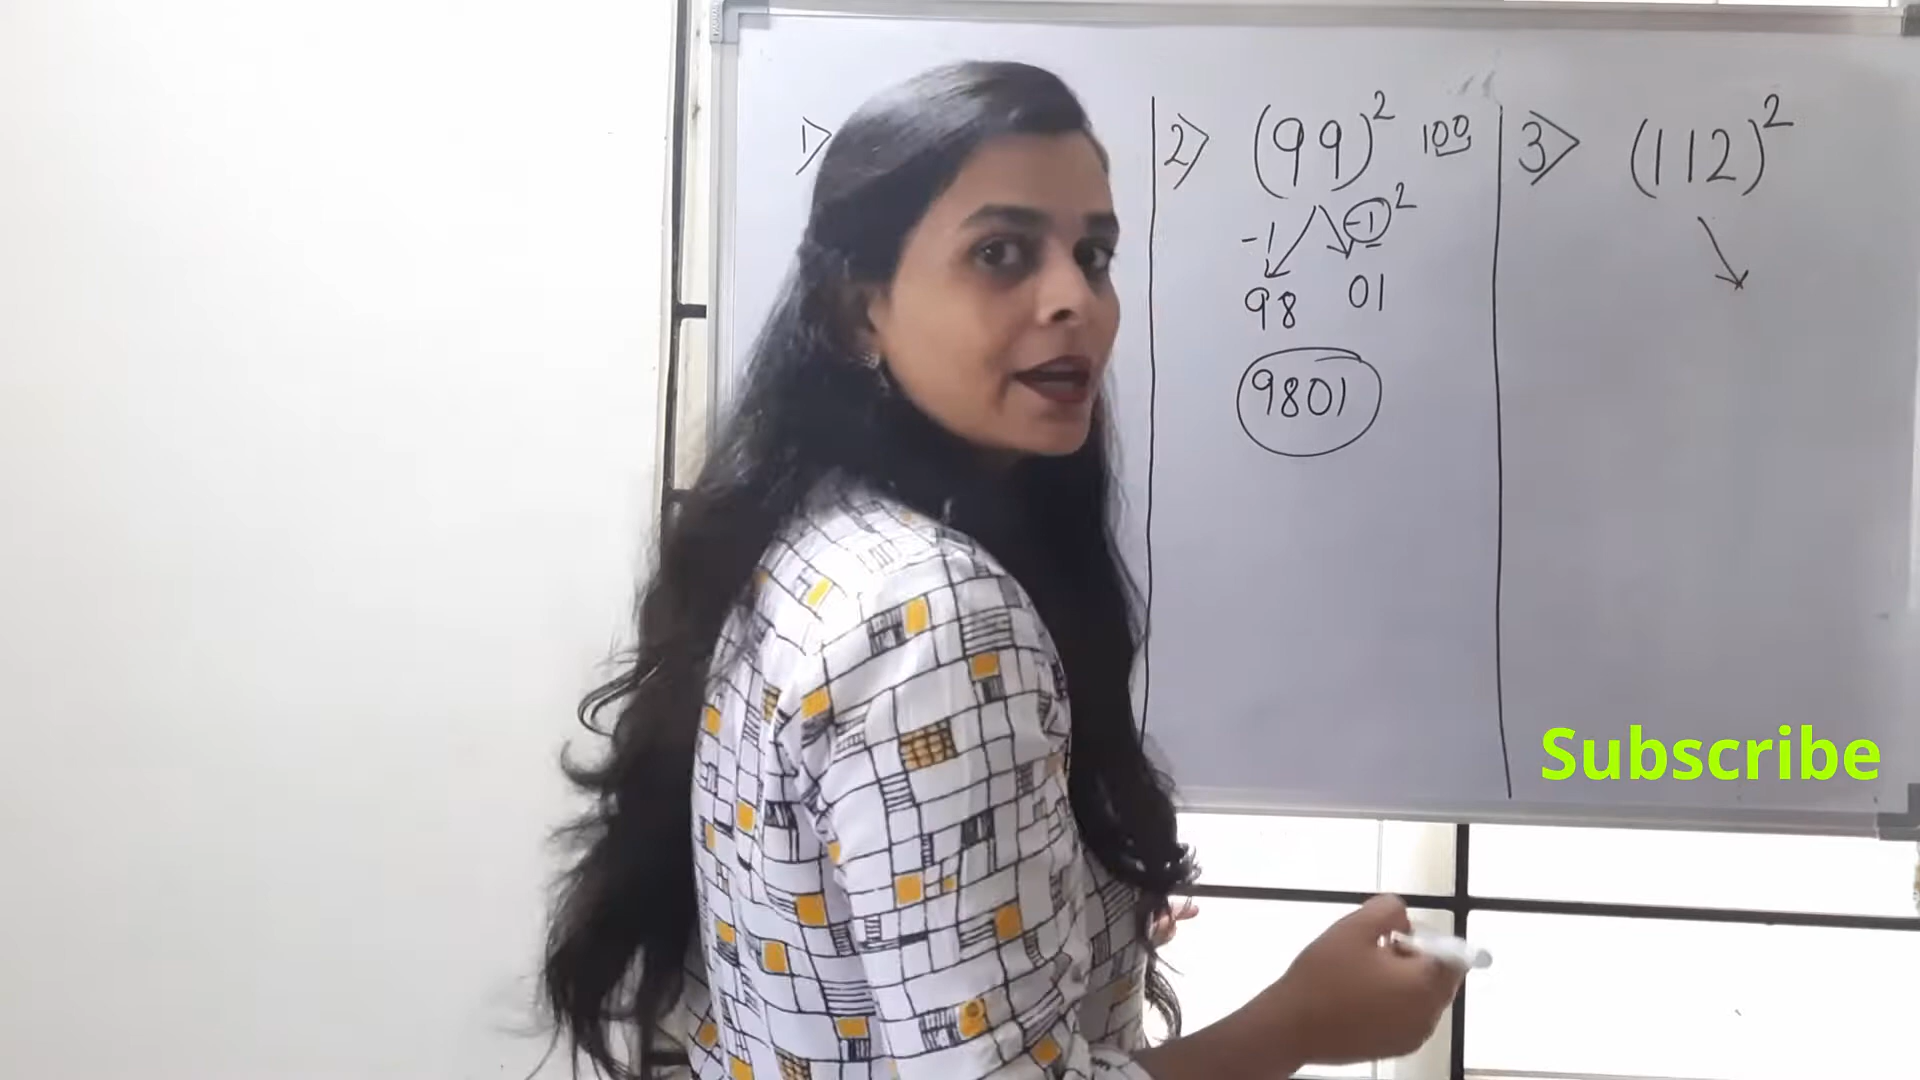 1>
2> (99)² 100
-1 (-1)²
98 01
9801
3> (112)²
Subscribe